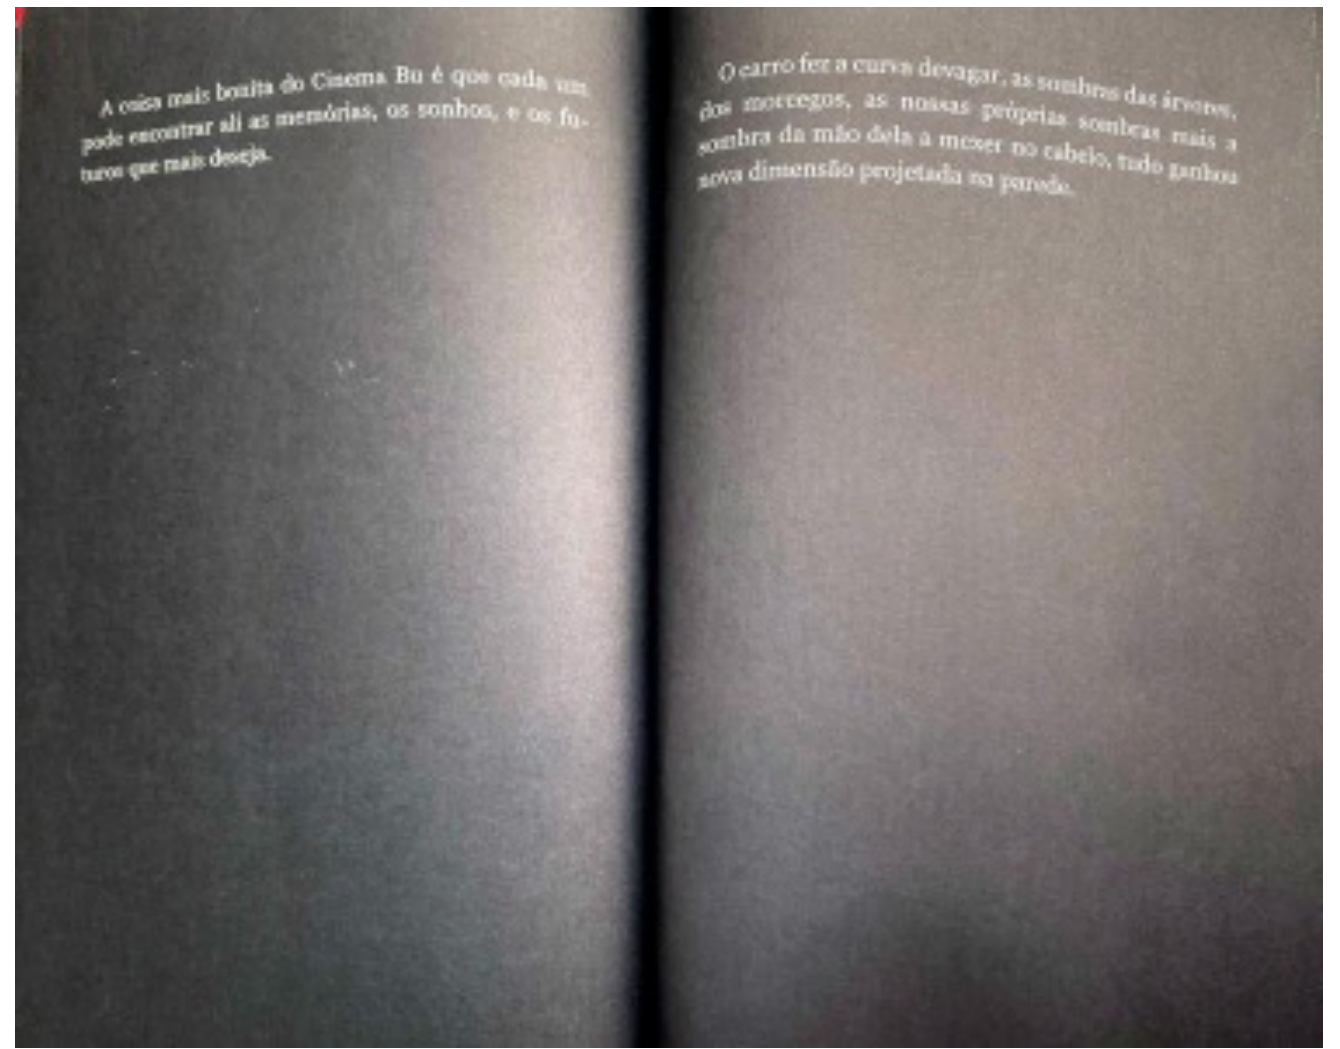 A coisa mais bonita do Cinema Bu é que cada um
pode encontrar ali as memórias, os sonhos, e os fu-
turos que mais deseja.
O carro fez a curva devagar, as sombras das árvores,
dos morcegos, as nossas próprias sombras mais a
sombra da mão dela a mexer no cabelo, tudo ganhou
nova dimensão projetada na parede.